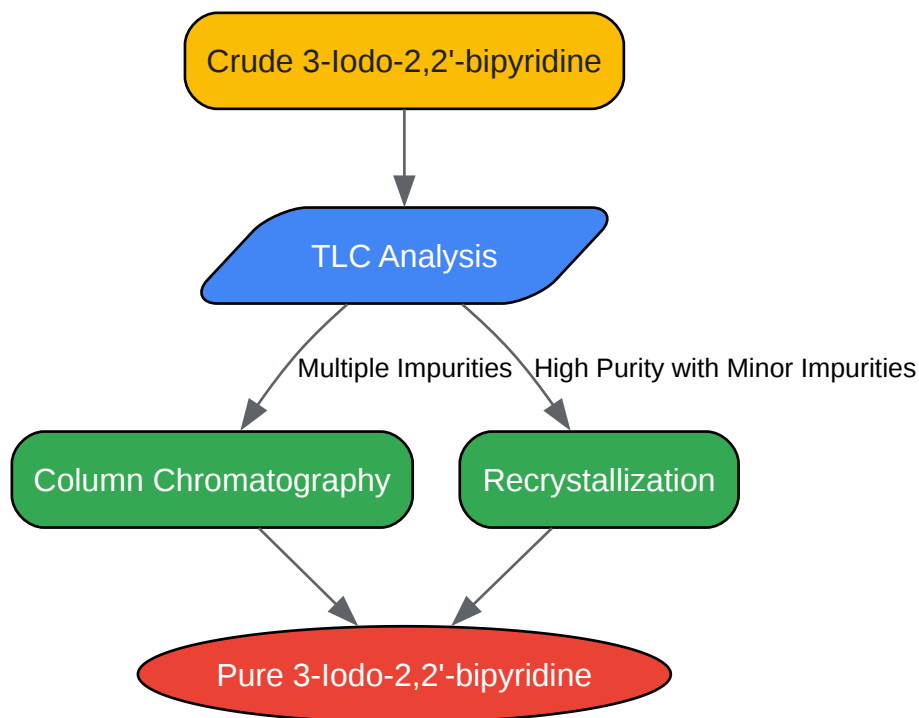 Crude 3-Iodo-2,2'-bipyridine
TLC Analysis
Multiple Impurities
High Purity with Minor Impurities
Column Chromatography
Recrystallization
Pure 3-Iodo-2,2'-bipyridine